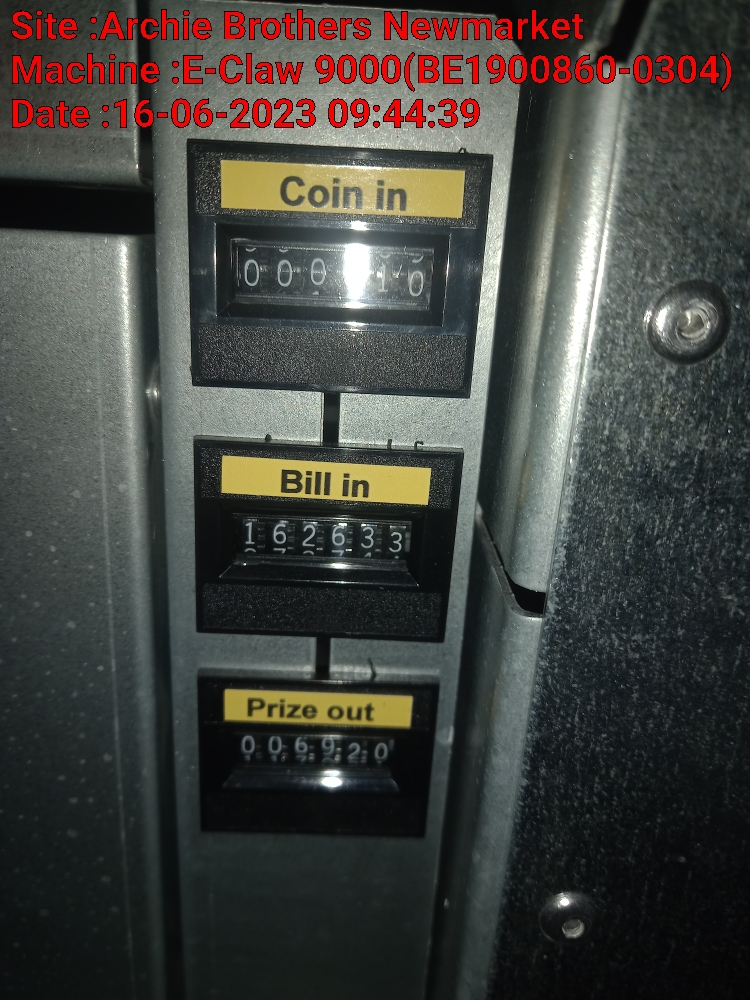 Site :Archie Brothers Newmarket
Machine :E-Claw 9000(BE1900860-0304)
Date :16-06-2023 09:44:39
Coin in
Bill in
162633
Prize out
006920